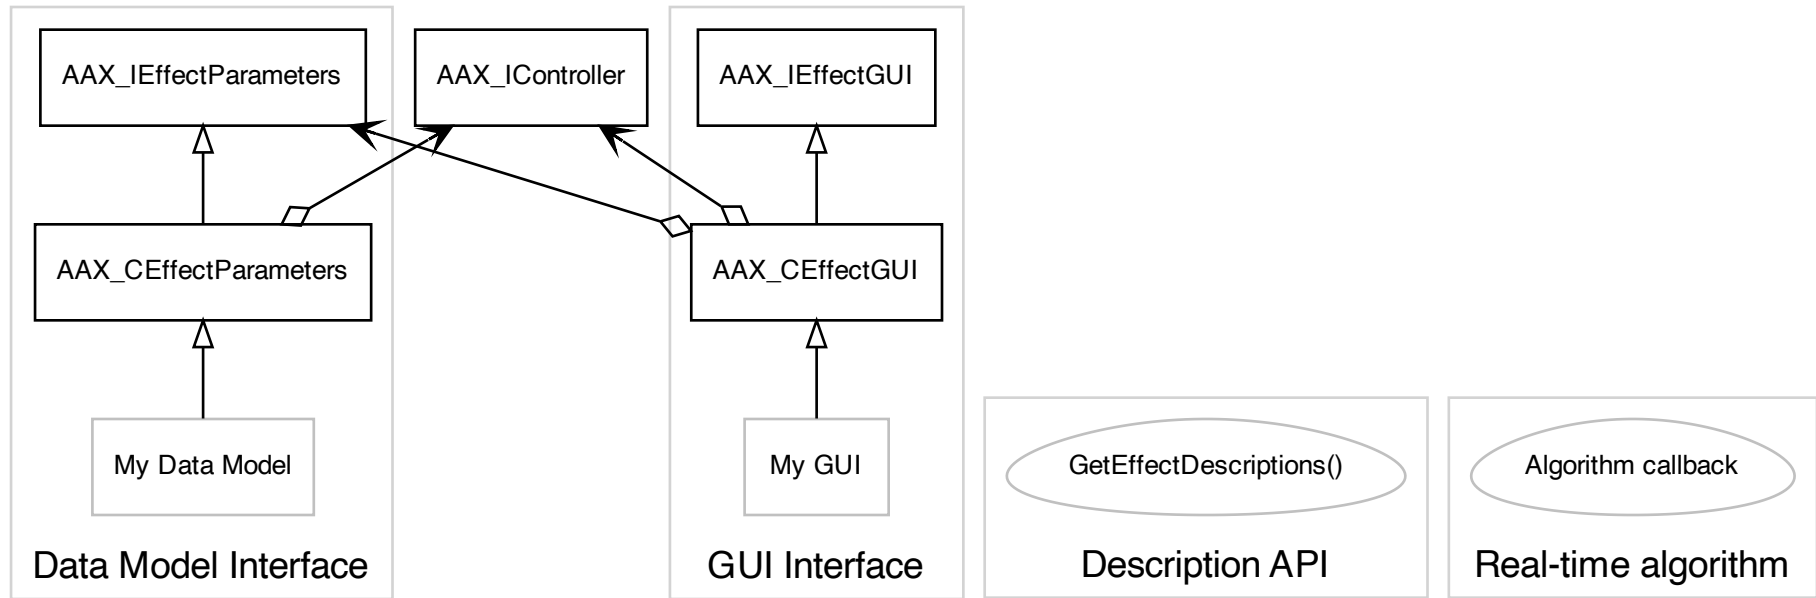 AAX_IEffectParameters
AAX_IController
AAX_IEffectGUI
AAX_CEffectParameters
AAX_CEffectGUI
My Data Model
My GUI
GetEffectDescriptions()
Algorithm callback
Data Model Interface
GUI Interface
Description API
Real-time algorithm